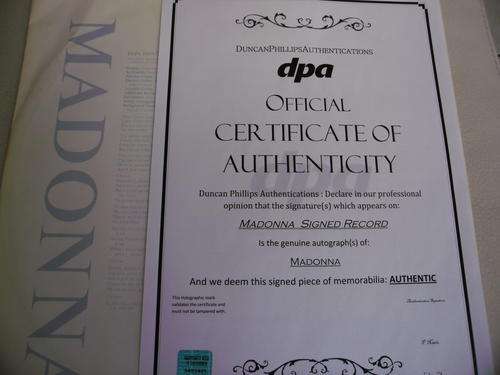 MADONNA
DUNCANPHILLIPSAUTHENTICATIONS
dpa
OFFICIAL
CERTIFICATE OF
AUTHENTICITY
Duncan Phillips Authentications : Declare in our professional
opinion that the signature(s) which appears on:
MADONNA SIGNED RECORD
Is the genuine autograph(s) of:
MADONNA
And we deem this signed piece of memorabilia: AUTHENTIC
This Holographic mark
validates the certificate and
must not be tampered with.